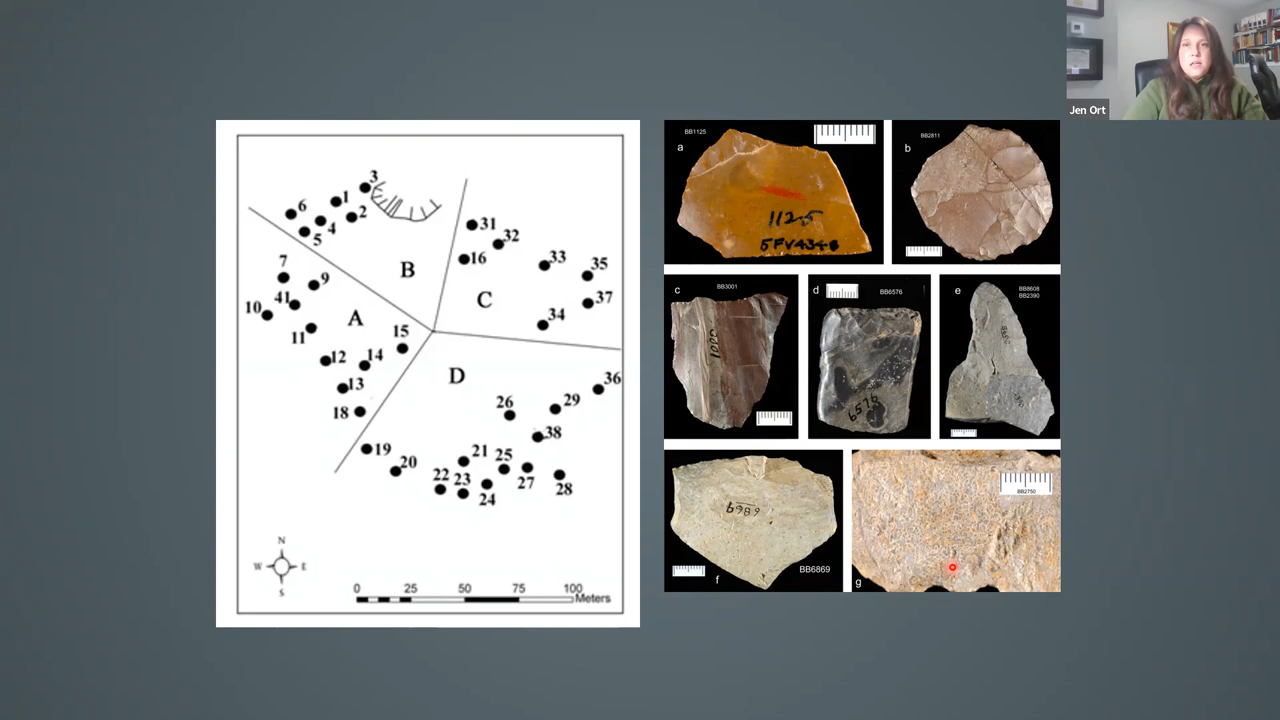 Jen Ort
3
1
6
2
4
5
31
32
B
16
33
7
9
35
C
41
37
10
A
34
15
11
14
12
D
36
13
26
29
18
38
19
21
25
20
22
23
27
28
24
N
W
E
S
0
25
50
75
100
Meters
BB1125
a
1125
BB2811
b
c
BB3001
3001
d
BB6576
6576
e
BB8608
BB2390
6869
BB6869
f
BB2750
g